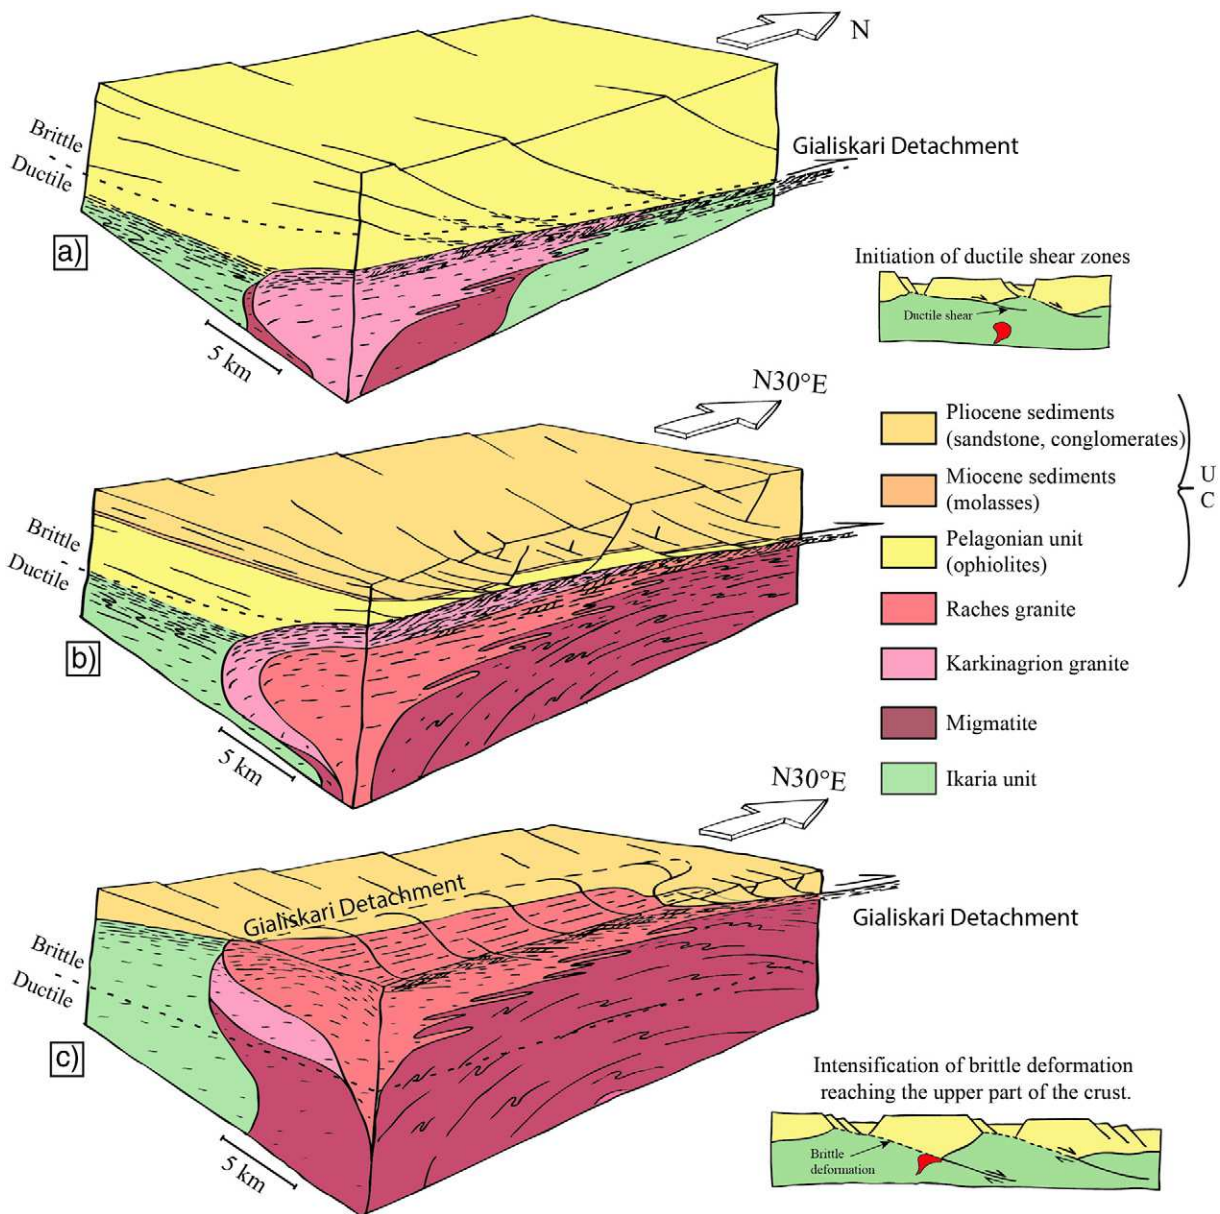 N
Brittle
Ductile
Gialiskari Detachment
a)
5 km
Initiation of ductile shear zones
Ductile shear
N30°E
Brittle
Ductile
b)
5 km
Pliocene sediments
(sandstone, conglomerates)
Miocene sediments
(molasses)
Pelagonian unit
(ophiolites)
U
C
Raches granite
Karkinagrion granite
Migmatite
Ikaria unit
N30°E
Gialiskari Detachment
Gialiskari Detachment
Brittle
Ductile
c)
5 km
Intensification of brittle deformation
reaching the upper part of the crust.
Brittle
deformation